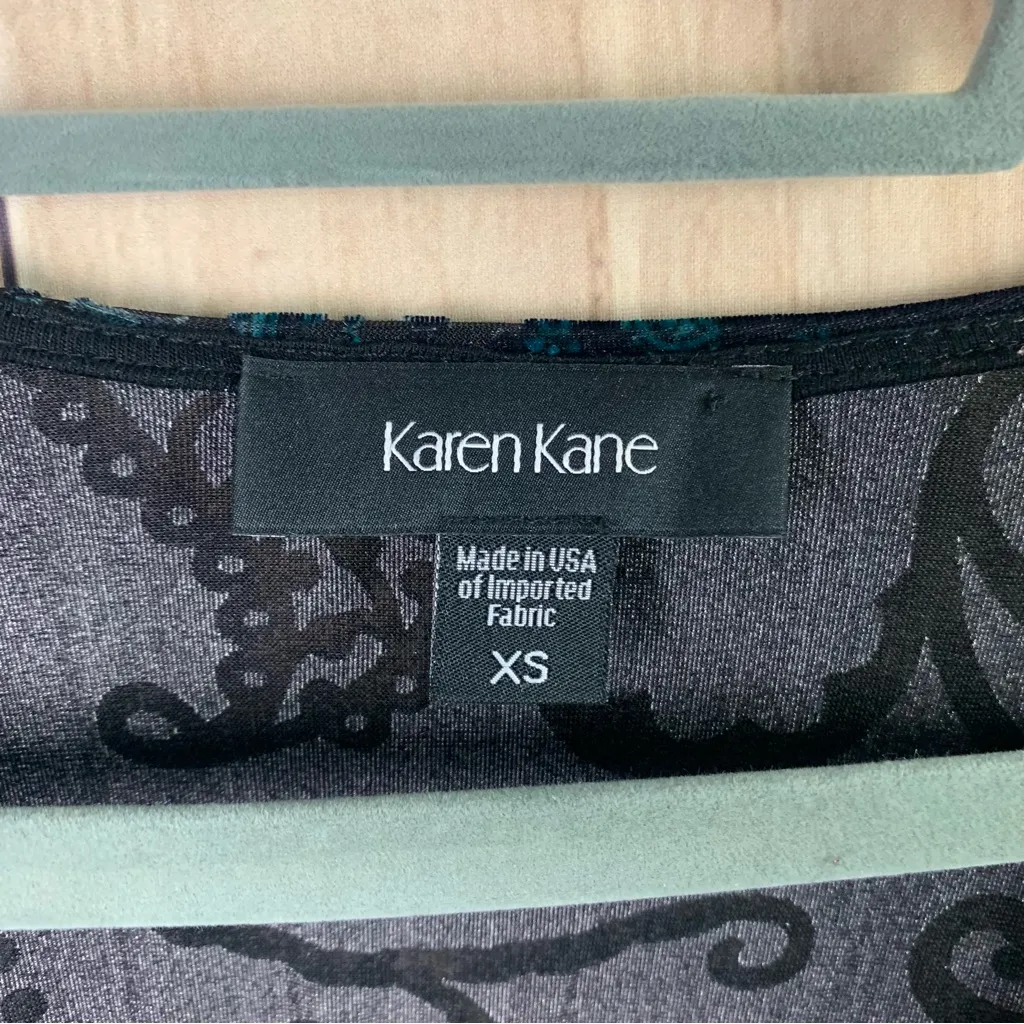 Karen Kane
Made in USA
of Imported
Fabric
XS